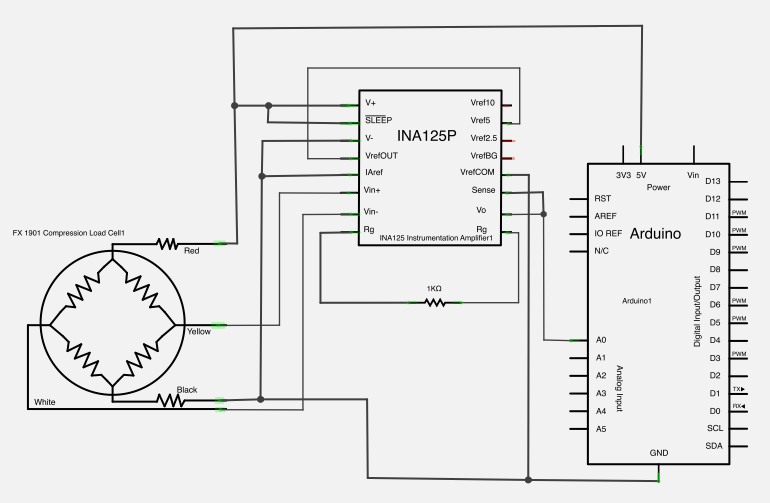 V+
SLEEP
V-
VrefOUT
IAref
Vin+
Vin-
Rg
INA125P
Vref10
Vref5
Vref2.5
VrefBG
VrefCOM
Sense
Vo
Rg
INA125 Instrumentation Amplifier1
1KΩ
FX 1901 Compression Load Cell1
Red
Yellow
Black
White
3V3 5V Vin
Power
RST
AREF
IO REF
N/C
Arduino
Arduino1
A0
A1
A2
A3
A4
A5
Analog Input
Digital Input/Output
D13
D12
D11 PWM
D10 PWM
D9 PWM
D8
D7
D6 PWM
D5 PWM
D4
D3 PWM
D2
D1 TX▶
D0 RX◀
SCL
SDA
GND